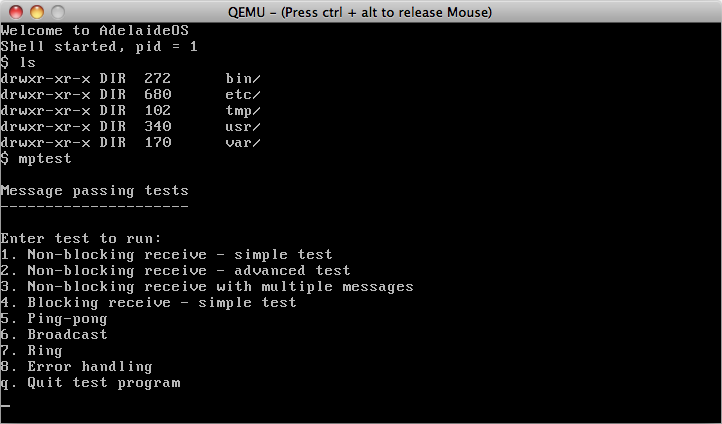 QEMU - (Press ctrl + alt to release Mouse)
Welcome to AdelaideOS
Shell started, pid = 1
$ ls
drwxr-xr-x DIR  272      bin/
drwxr-xr-x DIR  680      etc/
drwxr-xr-x DIR  102      tmp/
drwxr-xr-x DIR  340      usr/
drwxr-xr-x DIR  170      var/
$ mptest
Message passing tests
---------------------
Enter test to run:
1. Non-blocking receive - simple test
2. Non-blocking receive - advanced test
3. Non-blocking receive with multiple messages
4. Blocking receive - simple test
5. Ping-pong
6. Broadcast
7. Ring
8. Error handling
q. Quit test program
_